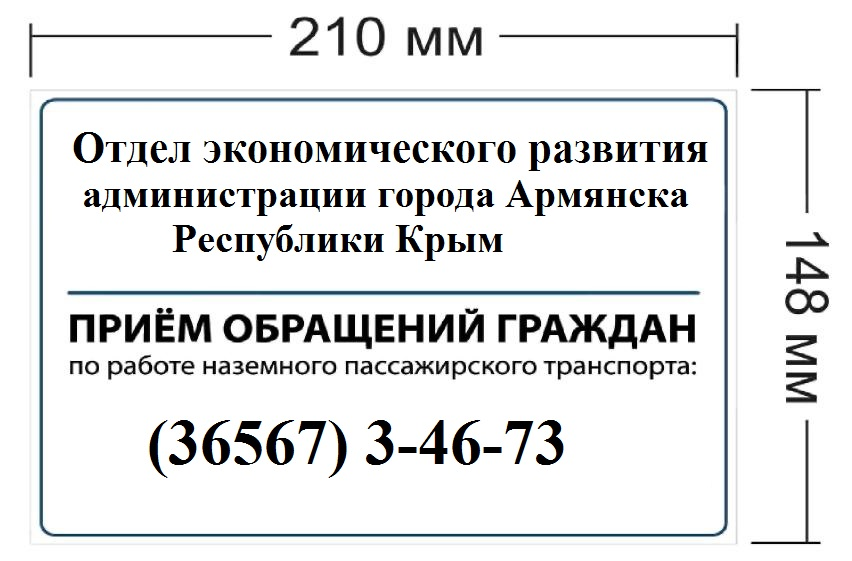 210 мм
Отдел экономического развития
администрации города Армянска
Республики Крым
ПРИЁМ ОБРАЩЕНИЙ ГРАЖДАН
по работе наземного пассажирского транспорта:
(36567) 3-46-73
148 мм